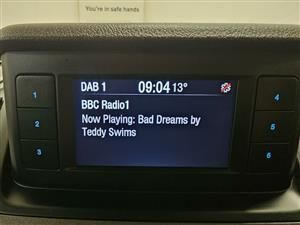 You're in safe hands
DAB 1 09:04 13°
BBC Radio1
Now Playing: Bad Dreams by
Teddy Swims
1
2
3
4
5
6